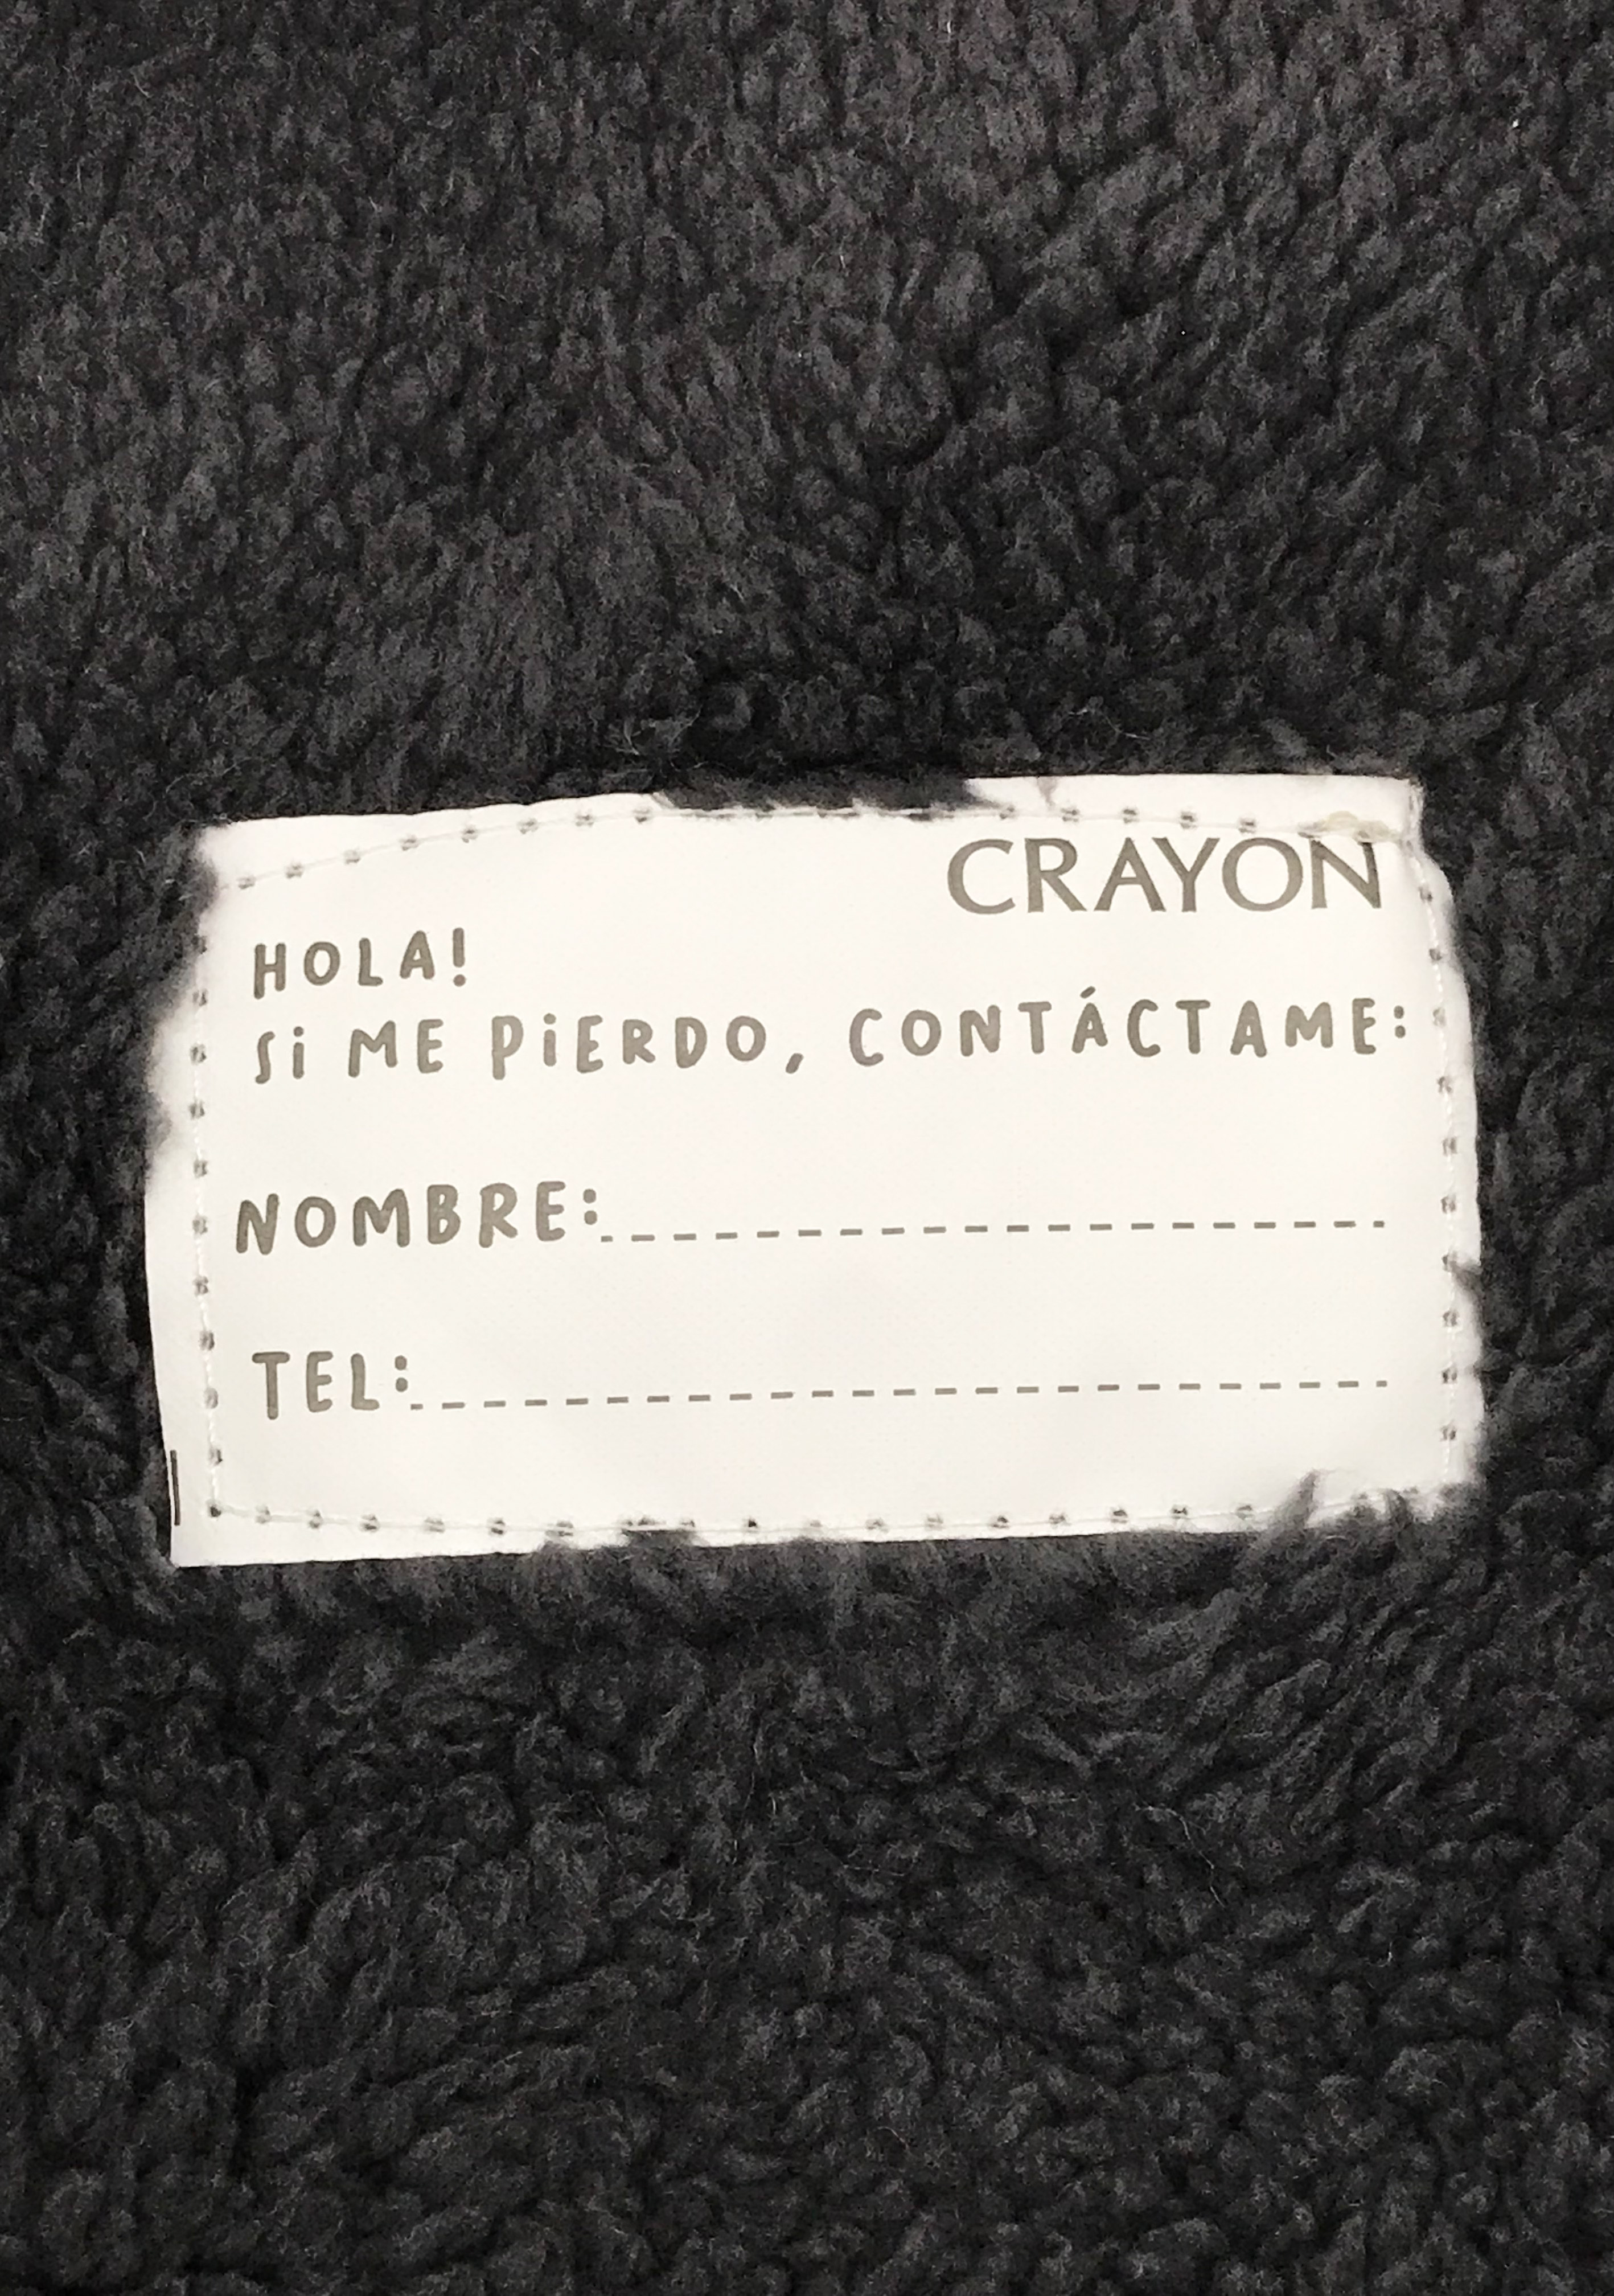 CRAYON
HOLA!
Si ME PiERDO, CONTÁCTAME:
NOMBRE:
TEL: